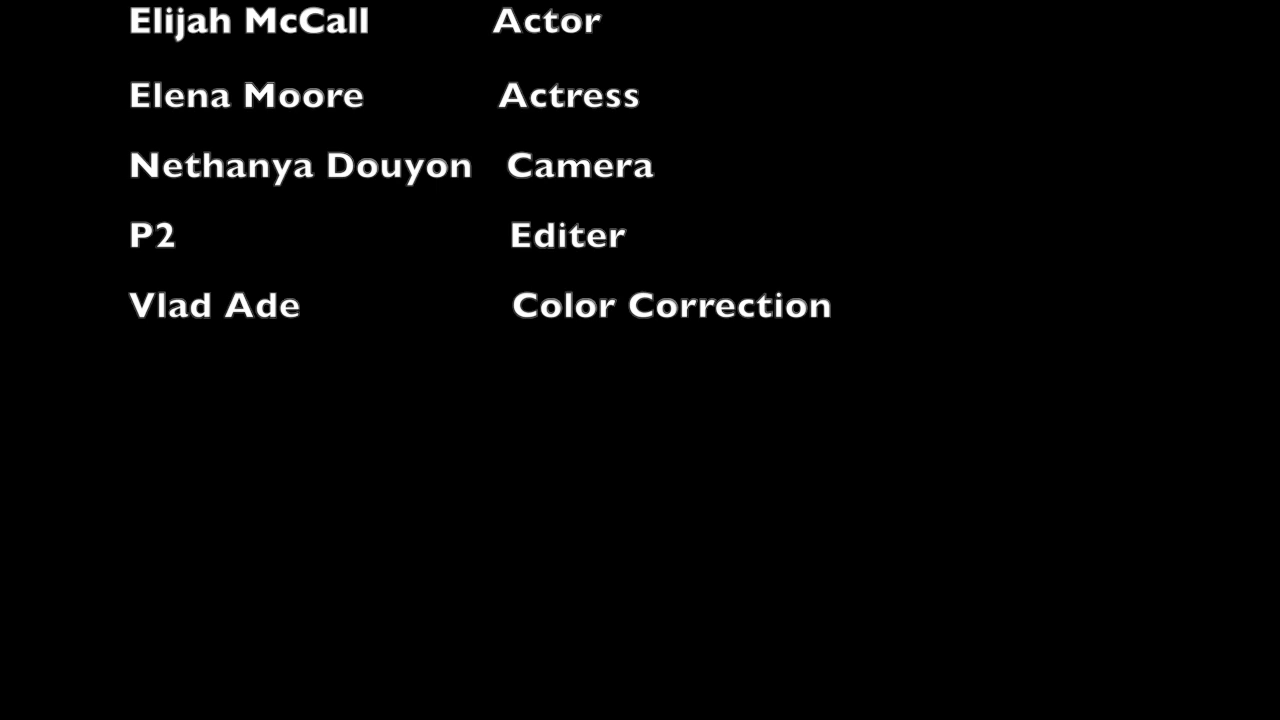 Elijah McCall Actor
Elena Moore Actress
Nethanya Douyon Camera
P2 Editer
Vlad Ade Color Correction